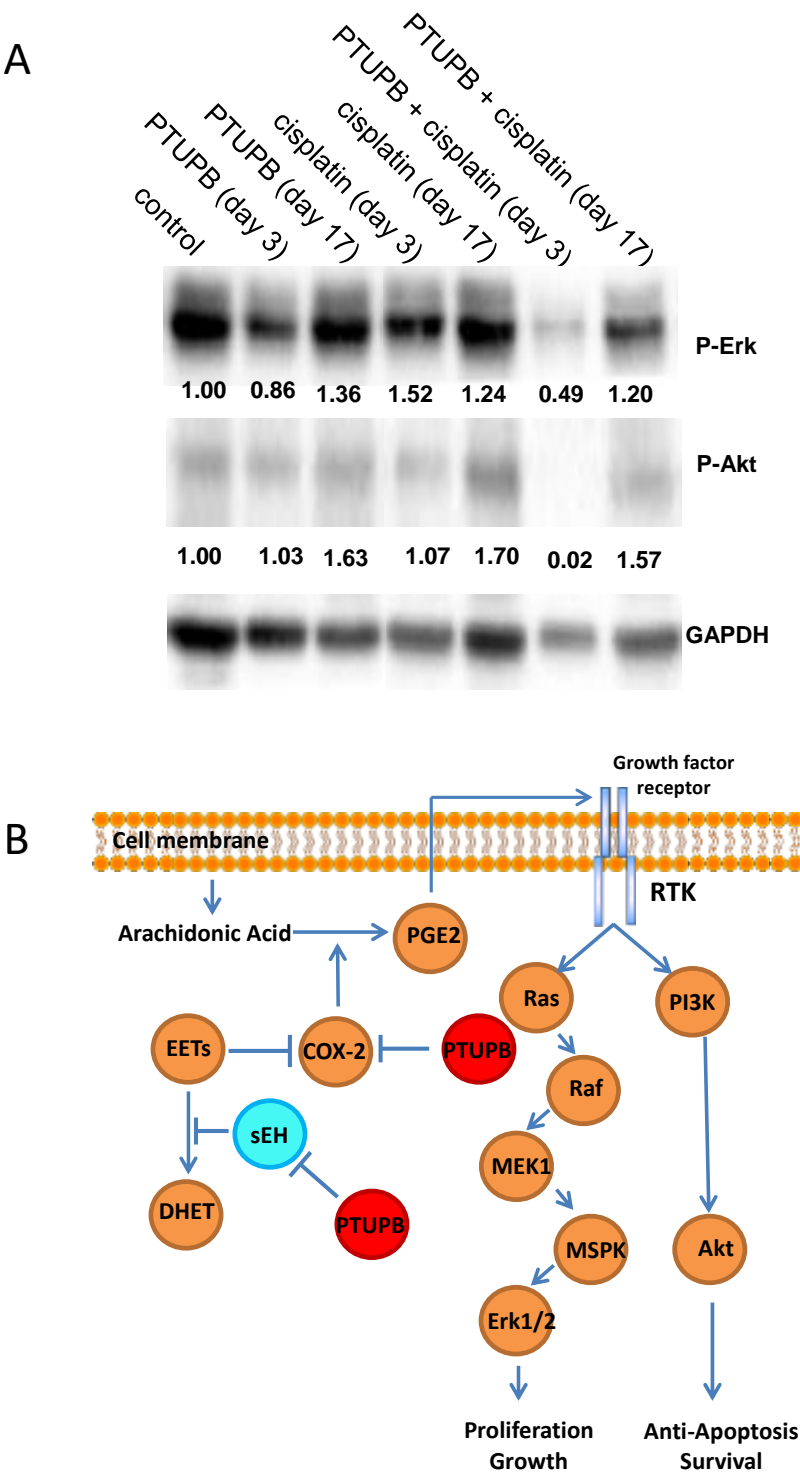 A
control
PTUPB (day 3)
PTUPB (day 17)
cisplatin (day 3)
cisplatin (day 17)
PTUPB + cisplatin (day 3)
PTUPB + cisplatin (day 17)
P-Erk
1.00 0.86 1.36 1.52 1.24 0.49 1.20
P-Akt
1.00 1.03 1.63 1.07 1.70 0.02 1.57
GAPDH
B
Growth factor
receptor
Cell membrane
RTK
Arachidonic Acid
PGE2
Ras
PI3K
EETs
COX-2
PTUPB
Raf
sEH
MEK1
DHET
PTUPB
MSPK
Akt
Erk1/2
Proliferation
Growth
Anti-Apoptosis
Survival